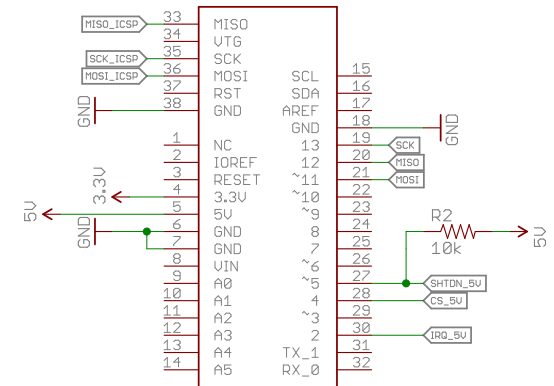 MISO_ICSP 33 MISO
34 VTG
SCK_ICSP 35 SCK
MOSI_ICSP 36 MOSI
37 RST
GND 38 GND
1 NC
2 IOREF
3 RESET
3.3V 4 3.3V
5V 5 5V
GND 6 GND
7 GND
8 VIN
9 A0
10 A1
11 A2
12 A3
13 A4
14 A5
SCL 15
SDA 16
AREF 17
GND 18 GND
13 19 SCK
12 20 MISO
~11 21 MOSI
~10 22
~9 23
8 24
7 25
~6 26
~5 27 SHTDN_5V
4 28 CS_5V
~3 29
2 30 IRQ_5V
TX_1 31
RX_0 32
R2
10k
5V